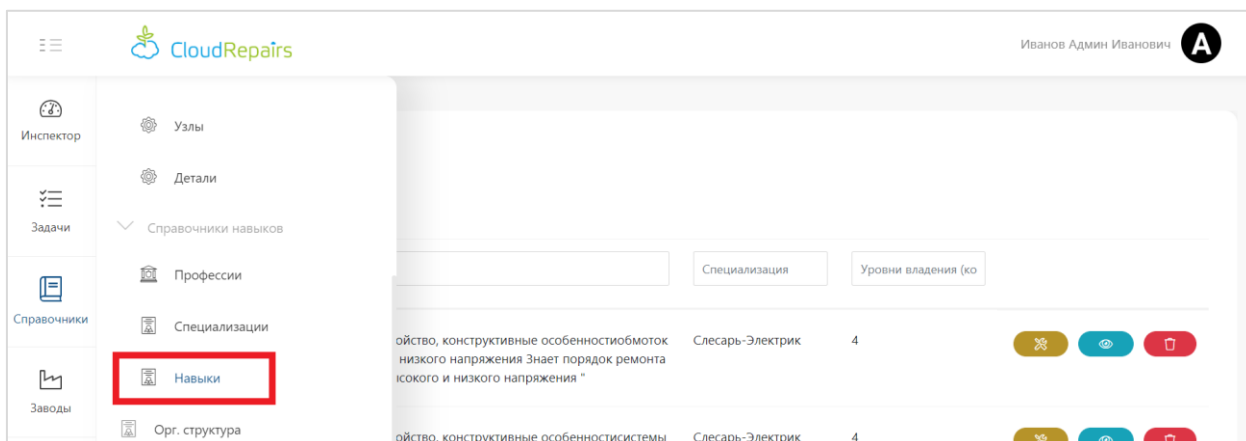 CloudRepairs
Иванов Админ Иванович
A
Инспектор
Задачи
Справочники
Заводы
Узлы
Детали
Справочники навыков
Профессии
Специализации
Навыки
Орг. структура
Специализация
Уровни владения (ко
ойство, конструктивные особенностиобмоток
низкого напряжения Знает порядок ремонта
сокого и низкого напряжения "
Слесарь-Электрик
4
ойство, конструктивные особенностисистемы
Слесарь-Электрик
4